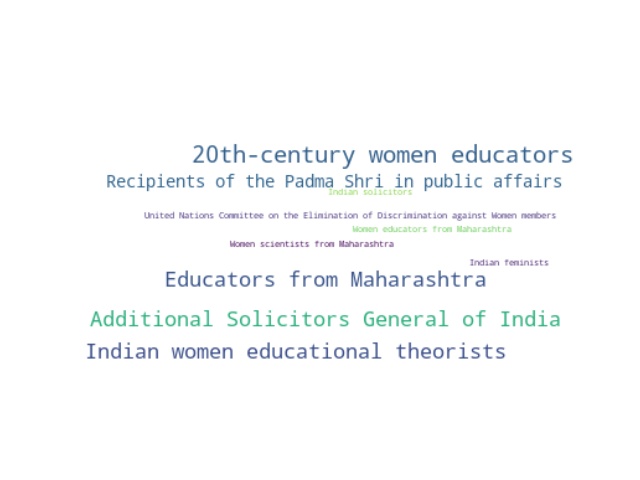 20th-century women educators
Recipients of the Padma Shri in public affairs
Indian solicitors
United Nations Committee on the Elimination of Discrimination against Women members
Women educators from Maharashtra
Women scientists from Maharashtra
Indian feminists
Educators from Maharashtra
Additional Solicitors General of India
Indian women educational theorists